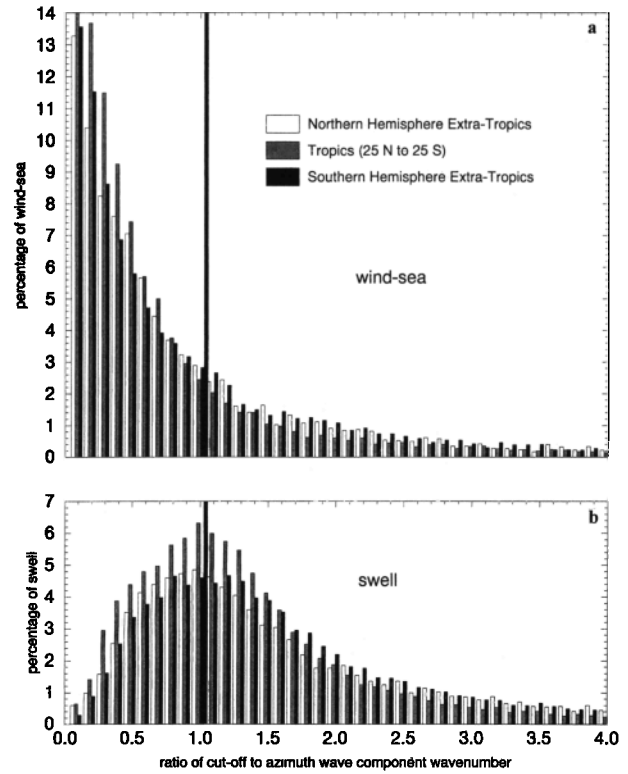 14
13
12
11
10
9
8
7
6
5
4
3
2
1
0
percentage of wind-sea
a
Northern Hemisphere Extra-Tropics
Tropics (25 N to 25 S)
Southern Hemisphere Extra-Tropics
wind-sea
7
6
5
4
3
2
1
0
percentage of swell
b
swell
0.0 0.5 1.0 1.5 2.0 2.5 3.0 3.5 4.0
ratio of cut-off to azimuth wave component wavenumber